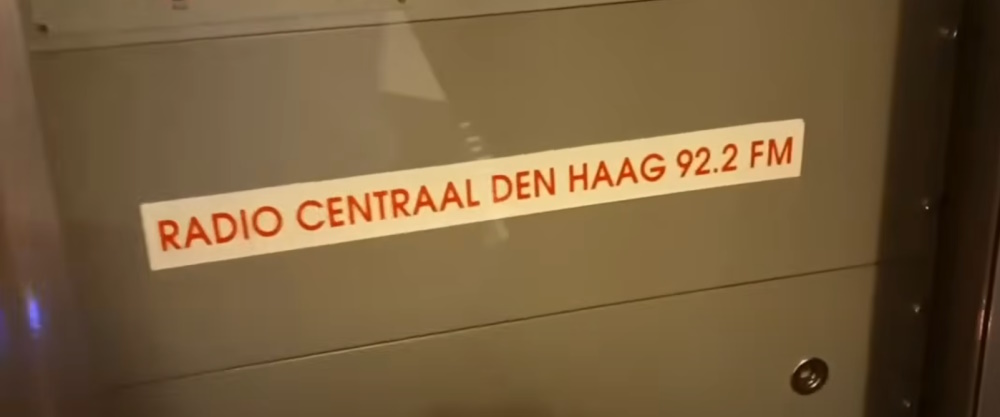 RADIO CENTRAAL DEN HAAG 92.2 FM